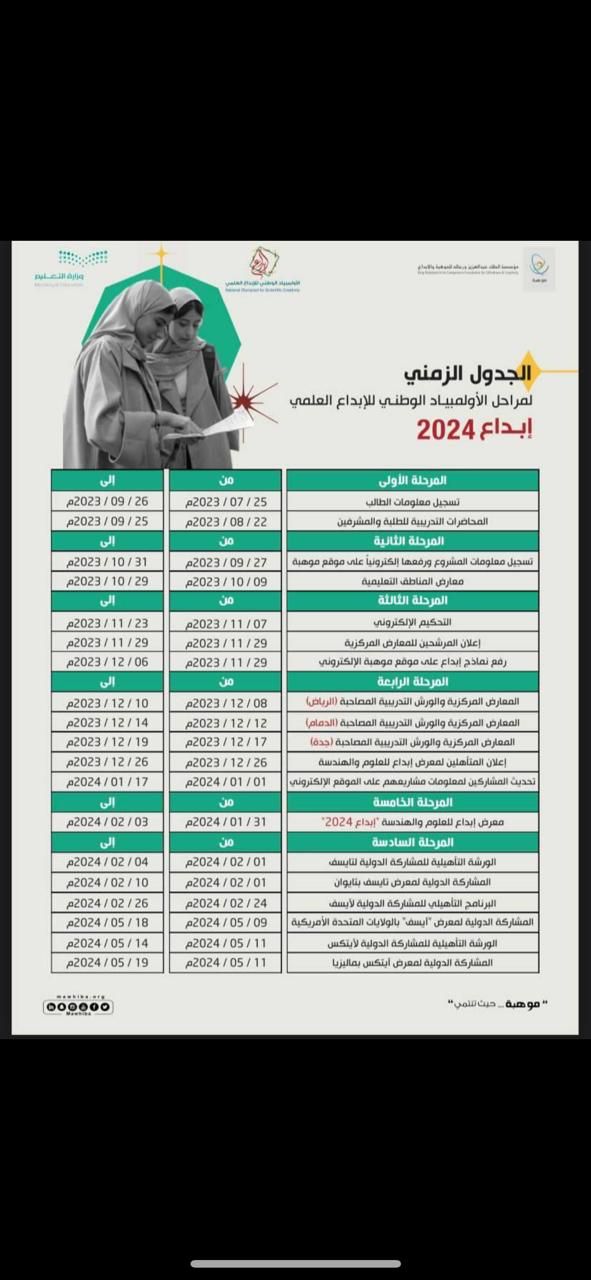 وزارة التعليم
Ministry of Education
الأولمبياد الوطني للإبداع العلمي
National Olympiad for Scientific Creativity
مؤسسة الملك عبدالعزيز ورجاله للموهبة والإبداع
King Abdulaziz & his Companions Foundation for Giftedness & Creativity
موهبة
الجدول الزمني
لمراحل الأولمبياد الوطني للإبداع العلمي
إبداع 2024
المرحلة الأولى من إلى
تسجيل معلومات الطالب 25 / 07 / 2023م 26 / 09 / 2023م
المحاضرات التدريبية للطلبة والمشرفين 22 / 08 / 2023م 25 / 09 / 2023م
المرحلة الثانية من إلى
تسجيل معلومات المشروع ورفعها إلكترونياً على موقع موهبة 27 / 09 / 2023م 31 / 10 / 2023م
معارض المناطق التعليمية 09 / 10 / 2023م 29 / 10 / 2023م
المرحلة الثالثة من إلى
التحكيم الإلكتروني 07 / 11 / 2023م 23 / 11 / 2023م
إعلان المرشحين للمعارض المركزية 29 / 11 / 2023م 29 / 11 / 2023م
رفع نماذج إبداع على موقع موهبة الإلكتروني 29 / 11 / 2023م 06 / 12 / 2023م
المرحلة الرابعة من إلى
المعارض المركزية والورش التدريبية المصاحبة (الرياض) 08 / 12 / 2023م 10 / 12 / 2023م
المعارض المركزية والورش التدريبية المصاحبة (الدمام) 12 / 12 / 2023م 14 / 12 / 2023م
المعارض المركزية والورش التدريبية المصاحبة (جدة) 17 / 12 / 2023م 19 / 12 / 2023م
إعلان المتأهلين لمعرض إبداع للعلوم والهندسة 26 / 12 / 2023م 26 / 12 / 2023م
تحديث المشاركين لمعلومات مشاريعهم على الموقع الإلكتروني 01 / 01 / 2024م 17 / 01 / 2024م
المرحلة الخامسة من إلى
معرض إبداع للعلوم والهندسة "إبداع 2024" 31 / 01 / 2024م 03 / 02 / 2024م
المرحلة السادسة من إلى
الورشة التأهيلية للمشاركة الدولية لتايسف 01 / 02 / 2024م 04 / 02 / 2024م
المشاركة الدولية لمعرض تايسف بتايوان 01 / 02 / 2024م 10 / 02 / 2024م
البرنامج التأهيلي للمشاركة الدولية لآيسف 24 / 02 / 2024م 26 / 02 / 2024م
المشاركة الدولية لمعرض "آيسف" بالولايات المتحدة الأمريكية 09 / 05 / 2024م 18 / 05 / 2024م
الورشة التأهيلية للمشاركة الدولية لآيتكس 11 / 05 / 2024م 14 / 05 / 2024م
المشاركة الدولية لمعرض آيتكس بماليزيا 11 / 05 / 2024م 19 / 05 / 2024م
"موهبة _ حيث تنتمي"
mawhiba.org
Mawhiba